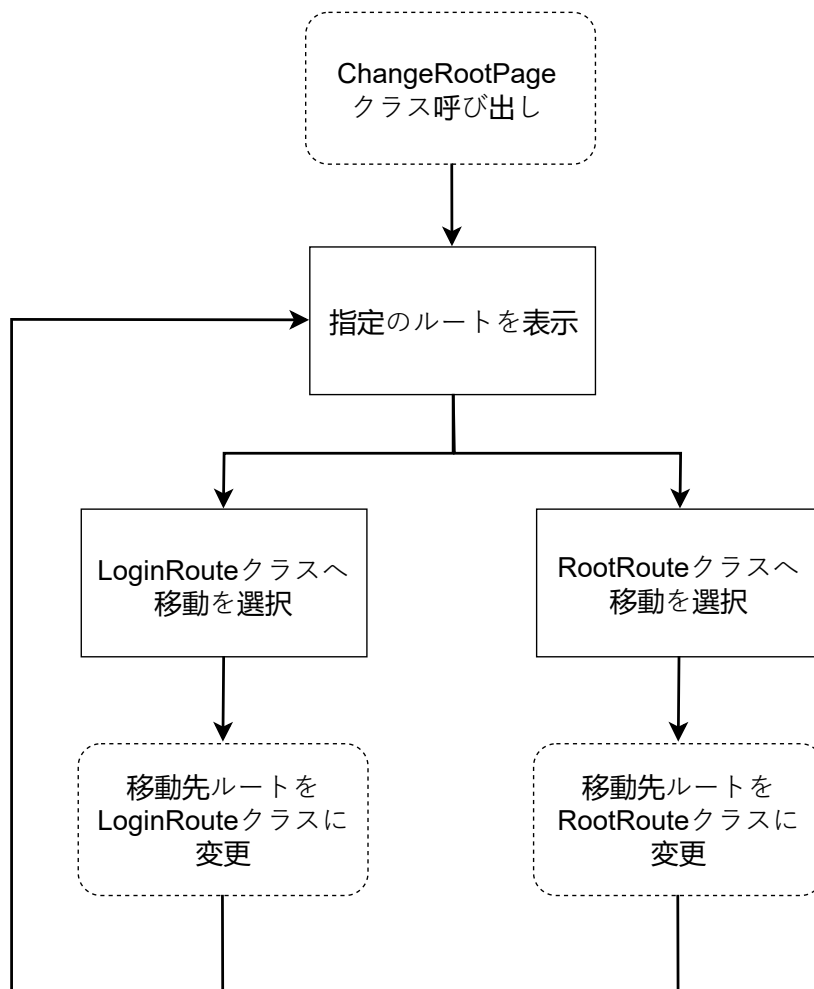 ChangeRootPage
クラス呼び出し
指定のルートを表示
LoginRouteクラスへ
移動を選択
RootRouteクラスへ
移動を選択
移動先ルートを
LoginRouteクラスに
変更
移動先ルートを
RootRouteクラスに
変更